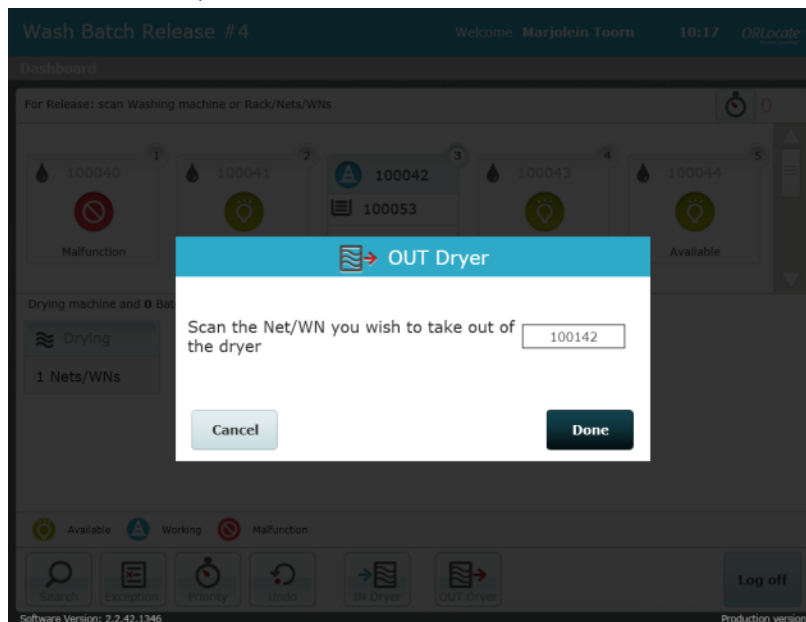 Wash Batch Release #4
Welcome Marjolein Toorn
10:17
ORLocate
Dashboard
For Release: scan Washing machine or Rack/Nets/WNs
0
1
2
3
4
5
100040
100041
100042
100043
100044
100053
Malfunction
Available
OUT Dryer
Drying machine and 0 Bat
Scan the Net/WN you wish to take out of
the dryer
100142
Drying
1 Nets/WNs
Cancel
Done
Available
Working
Malfunction
Search
Exception
Priority
Undo
IN Dryer
OUT Dryer
Log off
Software Version: 2.2.42.1346
Production version